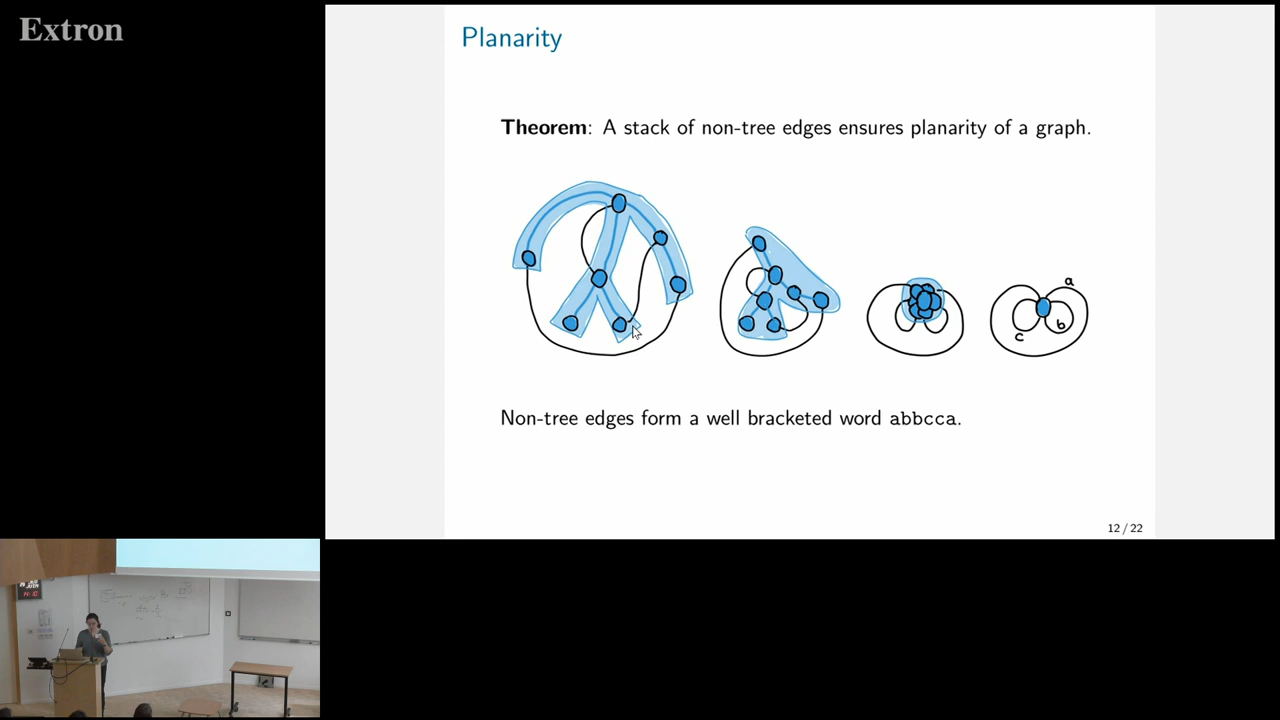 Extron
Planarity
Theorem: A stack of non-tree edges ensures planarity of a graph.
a
b
c
Non-tree edges form a well bracketed word abbcca.
12 / 22